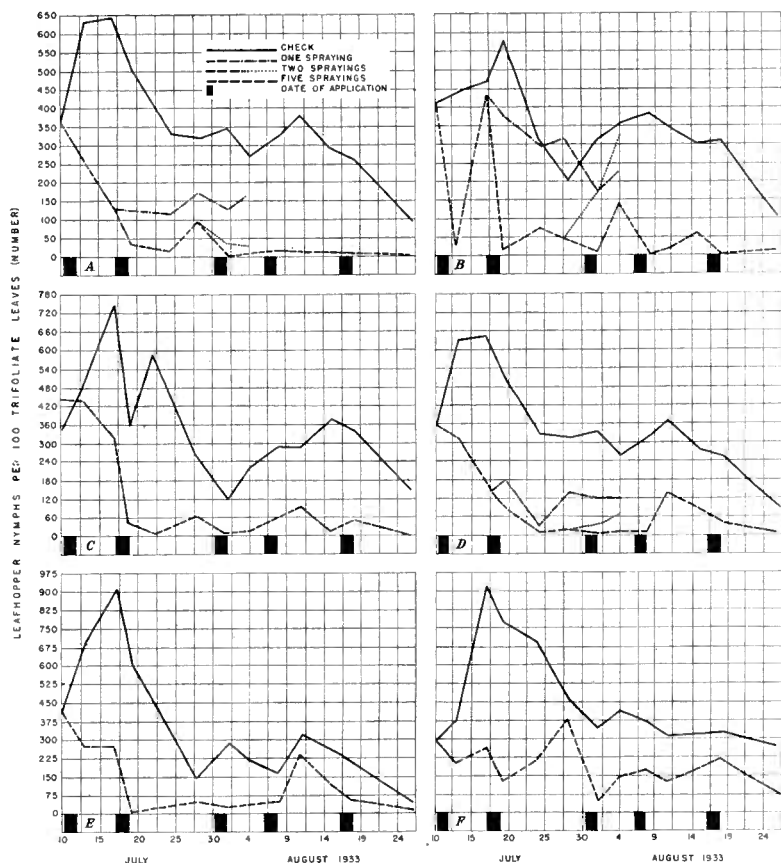 CHECK
ONE SPRAYING
TWO SPRAYINGS
FIVE SPRAYINGS
DATE OF APPLICATION
LEAFHOPPER NYMPHS PER 100 TRIFOLIATE LEAVES (NUMBER)
650
600
550
500
450
400
350
300
250
200
150
100
50
0
A
B
780
720
660
600
540
480
420
360
300
240
180
120
60
0
C
D
975
900
825
750
675
600
525
450
375
300
225
150
75
0
E
F
10 15 20 25 30 4 9 14 19 24
10 15 20 25 30 4 9 14 19 24
JULY AUGUST 1933
JULY AUGUST 1933